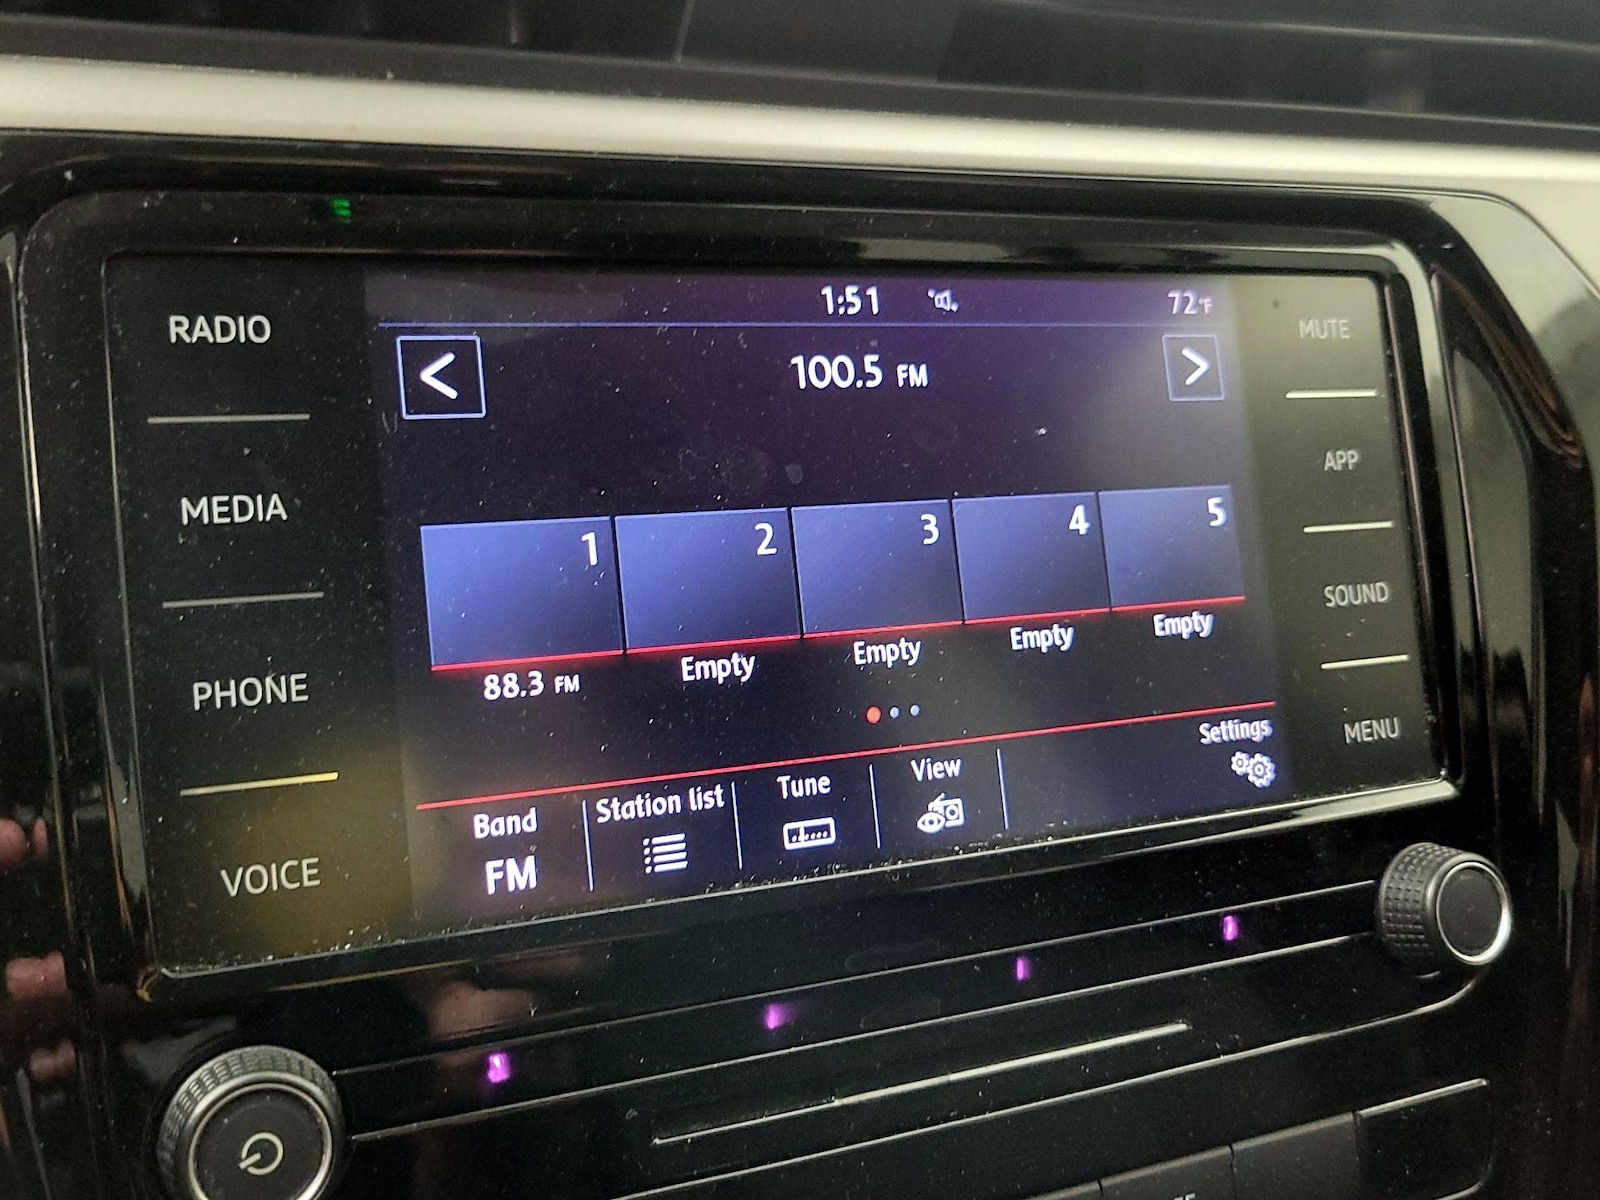 RADIO
MEDIA
PHONE
VOICE
1:51
72°F
100.5 FM
1
2
3
4
5
88.3 FM
Empty
Empty
Empty
Empty
Band
FM
Station list
Tune
View
Settings
MUTE
APP
SOUND
MENU